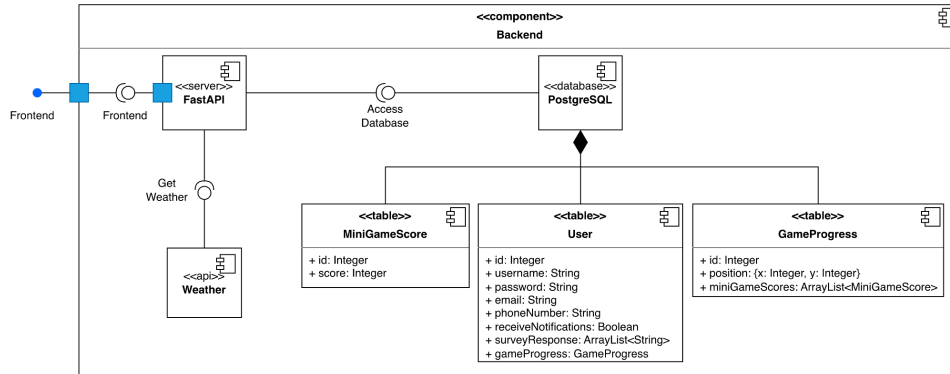 <<component>>
Backend
<<server>>
FastAPI
<<database>>
PostgreSQL
Frontend
Frontend
Access
Database
Get
Weather
<<api>>
Weather
<<table>>
MiniGameScore
+ id: Integer
+ score: Integer
<<table>>
User
+ id: Integer
+ username: String
+ password: String
+ email: String
+ phoneNumber: String
+ receiveNotifications: Boolean
+ surveyResponse: ArrayList<String>
+ gameProgress: GameProgress
<<table>>
GameProgress
+ id: Integer
+ position: {x: Integer, y: Integer}
+ miniGameScores: ArrayList<MiniGameScore>